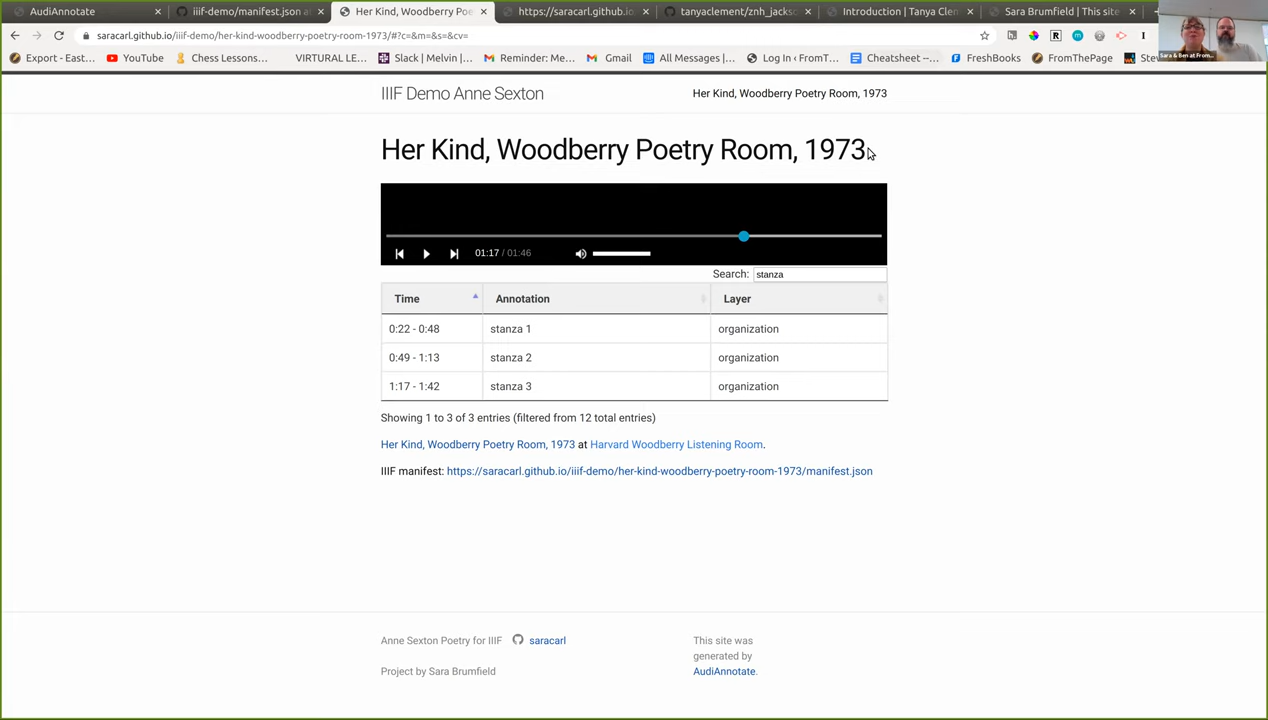 AudiAnnotate
iiif-demo/manifest.json a
Her Kind, Woodberry Poe
https://saracarl.github.io
tanyaclement/znh_jacks
Introduction | Tanya Clen
Sara Brumfield | This site
saracarl.github.io/iiif-demo/her-kind-woodberry-poetry-room-1973/#?c=&m=&s=&cv=
Export - East…
YouTube
Chess Lessons…
VIRTURAL LE…
Slack | Melvin |…
Reminder: Me…
Gmail
All Messages |…
Log In ‹ FromT…
Cheatsheet --…
FreshBooks
FromThePage
Stev
Sara & Ben at From…
IIIF Demo Anne Sexton
Her Kind, Woodberry Poetry Room, 1973
Her Kind, Woodberry Poetry Room, 1973
01:17 / 01:46
Search: stanza
Time Annotation Layer
0:22 - 0:48 stanza 1 organization
0:49 - 1:13 stanza 2 organization
1:17 - 1:42 stanza 3 organization
Showing 1 to 3 of 3 entries (filtered from 12 total entries)
Her Kind, Woodberry Poetry Room, 1973 at Harvard Woodberry Listening Room.
IIIF manifest: https://saracarl.github.io/iiif-demo/her-kind-woodberry-poetry-room-1973/manifest.json
Anne Sexton Poetry for IIIF
saracarl
Project by Sara Brumfield
This site was
generated by
AudiAnnotate.